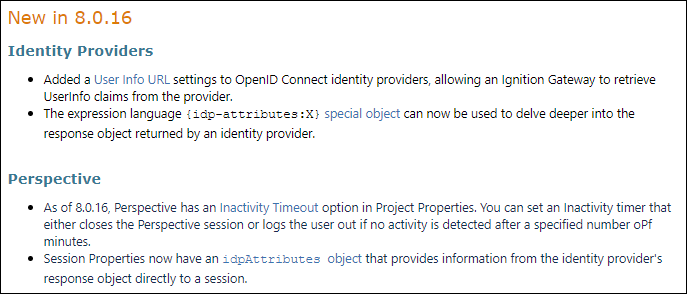 New in 8.0.16
Identity Providers
• Added a User Info URL settings to OpenID Connect identity providers, allowing an Ignition Gateway to retrieve
UserInfo claims from the provider.
• The expression language {idp-attributes:X} special object can now be used to delve deeper into the
response object returned by an identity provider.
Perspective
• As of 8.0.16, Perspective has an Inactivity Timeout option in Project Properties. You can set an Inactivity timer that
either closes the Perspective session or logs the user out if no activity is detected after a specified number oPf
minutes.
• Session Properties now have an idpAttributes object that provides information from the identity provider's
response object directly to a session.